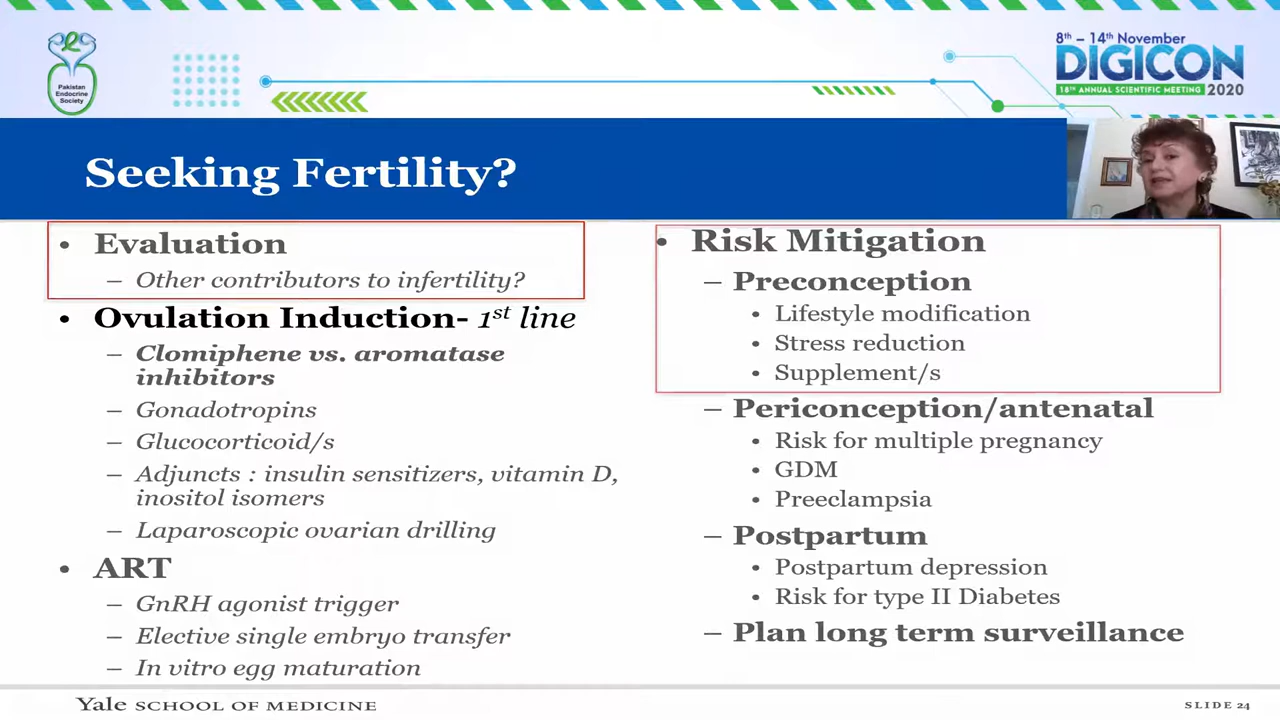 Pakistan
Endocrine
Society
8th – 14th November
DIGICON
18TH ANNUAL SCIENTIFIC MEETING 2020
Seeking Fertility?
• Evaluation
– Other contributors to infertility?
• Ovulation Induction- 1st line
– Clomiphene vs. aromatase
inhibitors
– Gonadotropins
– Glucocorticoid/s
– Adjuncts : insulin sensitizers, vitamin D,
inositol isomers
– Laparoscopic ovarian drilling
• ART
– GnRH agonist trigger
– Elective single embryo transfer
– In vitro egg maturation
• Risk Mitigation
– Preconception
• Lifestyle modification
• Stress reduction
• Supplement/s
– Periconception/antenatal
• Risk for multiple pregnancy
• GDM
• Preeclampsia
– Postpartum
• Postpartum depression
• Risk for type II Diabetes
– Plan long term surveillance
Yale SCHOOL OF MEDICINE
SLIDE 24